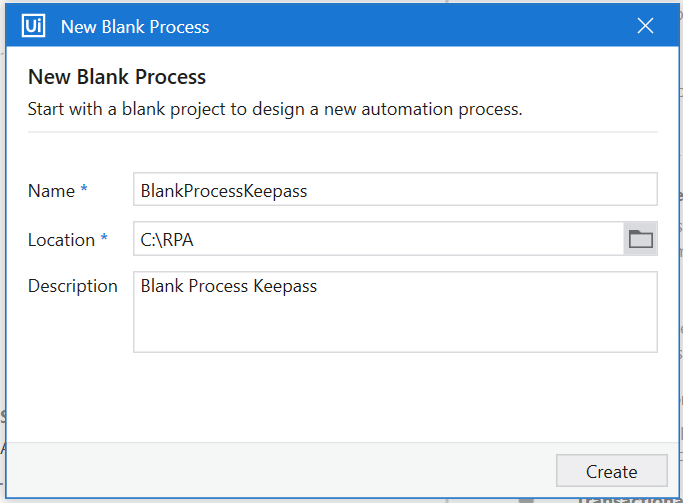 Ui New Blank Process
New Blank Process
Start with a blank project to design a new automation process.
Name * BlankProcessKeepass
Location * C:\RPA
Description Blank Process Keepass
Create